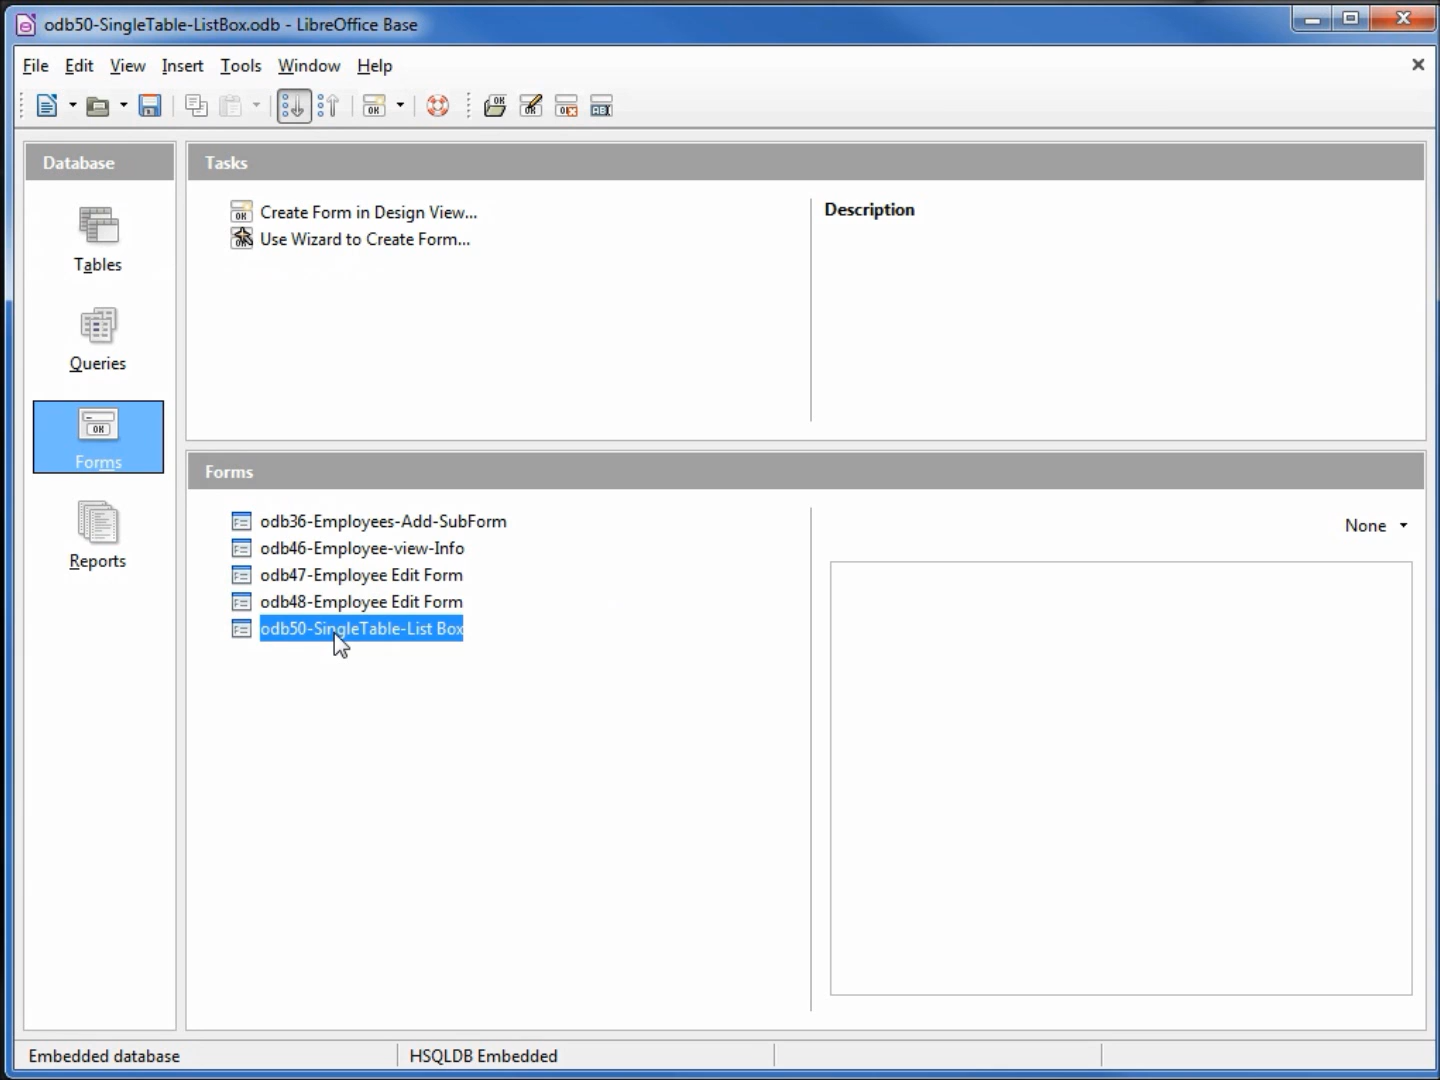 odb50-SingleTable-ListBox.odb - LibreOffice Base
File Edit View Insert Tools Window Help
Database
Tables
Queries
Forms
Reports
Tasks
Create Form in Design View...
Use Wizard to Create Form...
Description
Forms
odb36-Employees-Add-SubForm
odb46-Employee-view-Info
odb47-Employee Edit Form
odb48-Employee Edit Form
odb50-SingleTable-List Box
None
Embedded database
HSQLDB Embedded